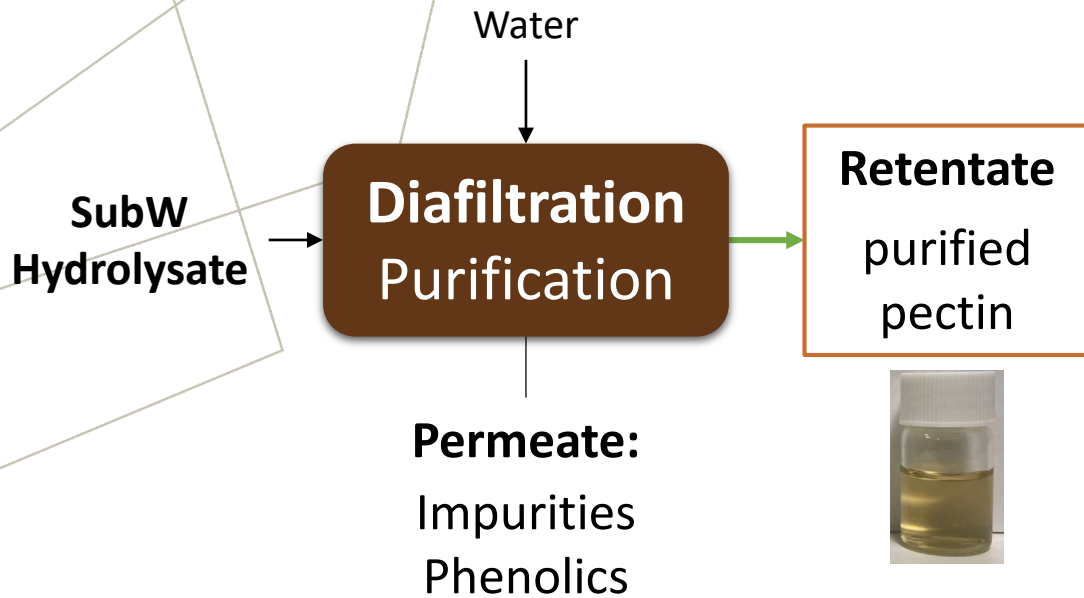 Water
SubW
Hydrolysate
Diafiltration
Purification
Retentate
purified
pectin
Permeate:
Impurities
Phenolics